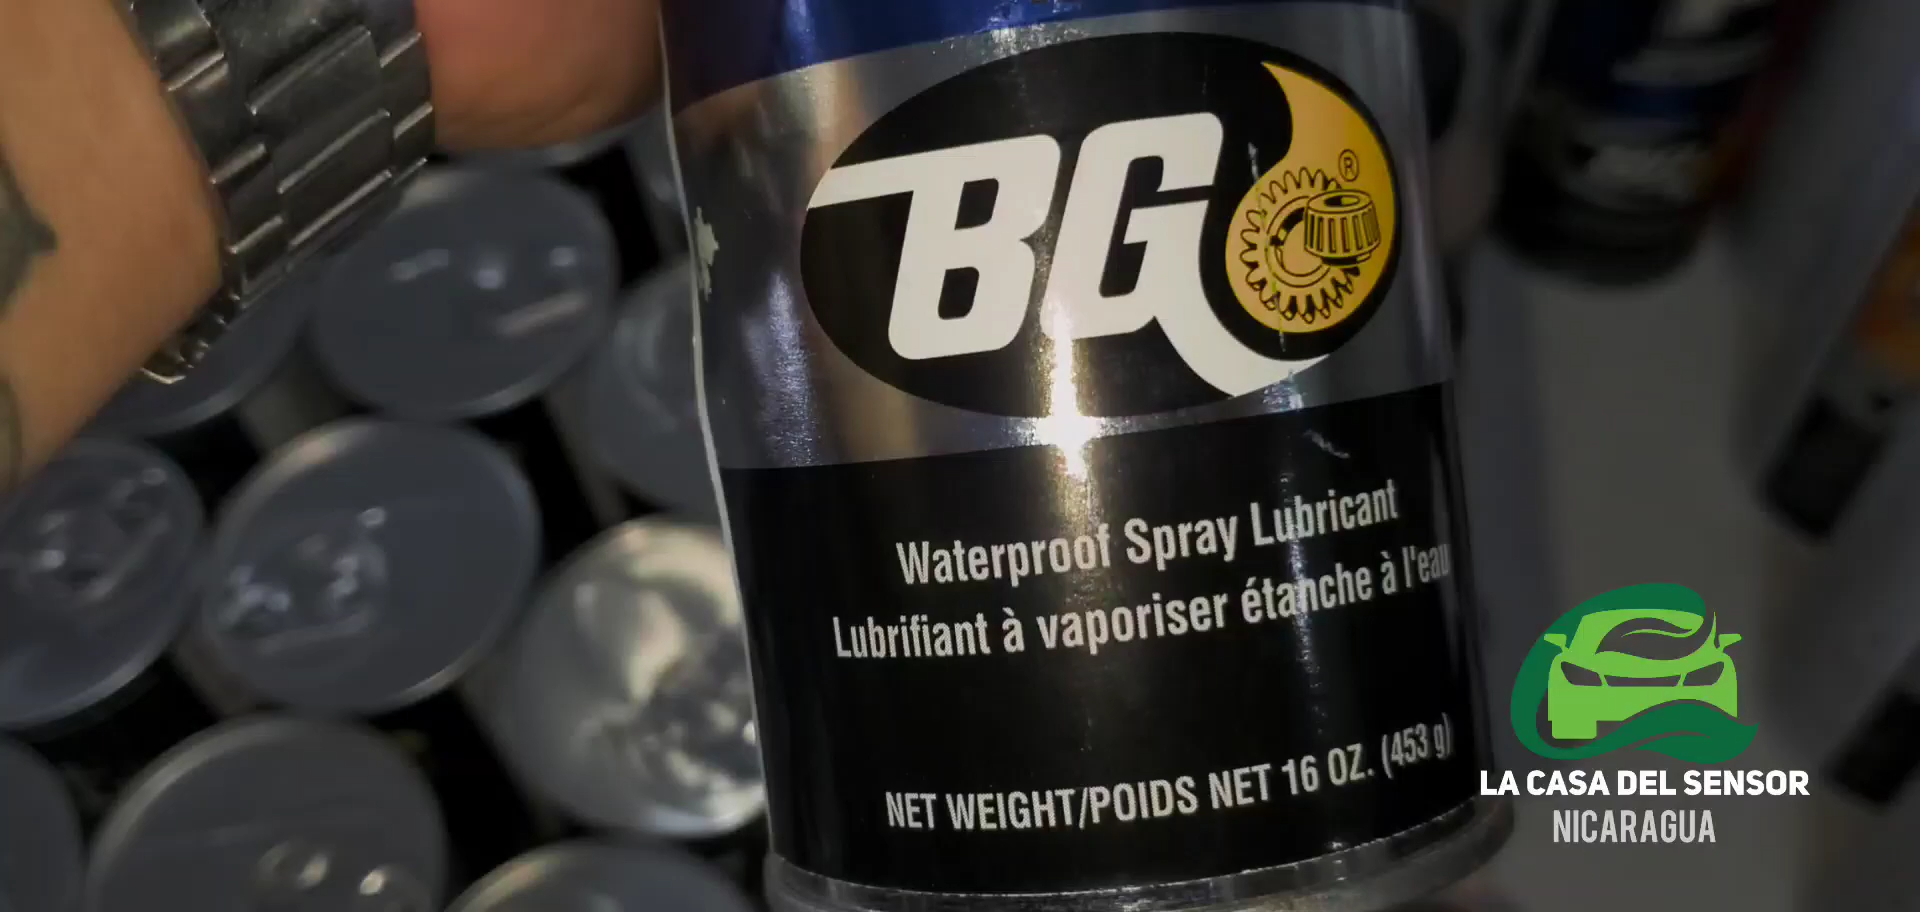 BG
®
Waterproof Spray Lubricant
Lubrifiant à vaporiser étanche à l'eau
NET WEIGHT/POIDS NET 16 OZ. (453 g)
LA CASA DEL SENSOR
NICARAGUA